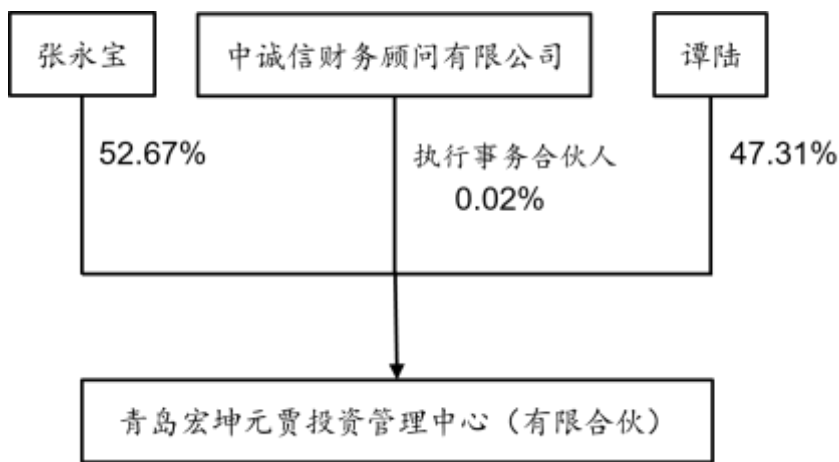 张永宝
中诚信财务顾问有限公司
谭陆
52.67%
执行事务合伙人
0.02%
47.31%
青岛宏坤元贾投资管理中心（有限合伙）